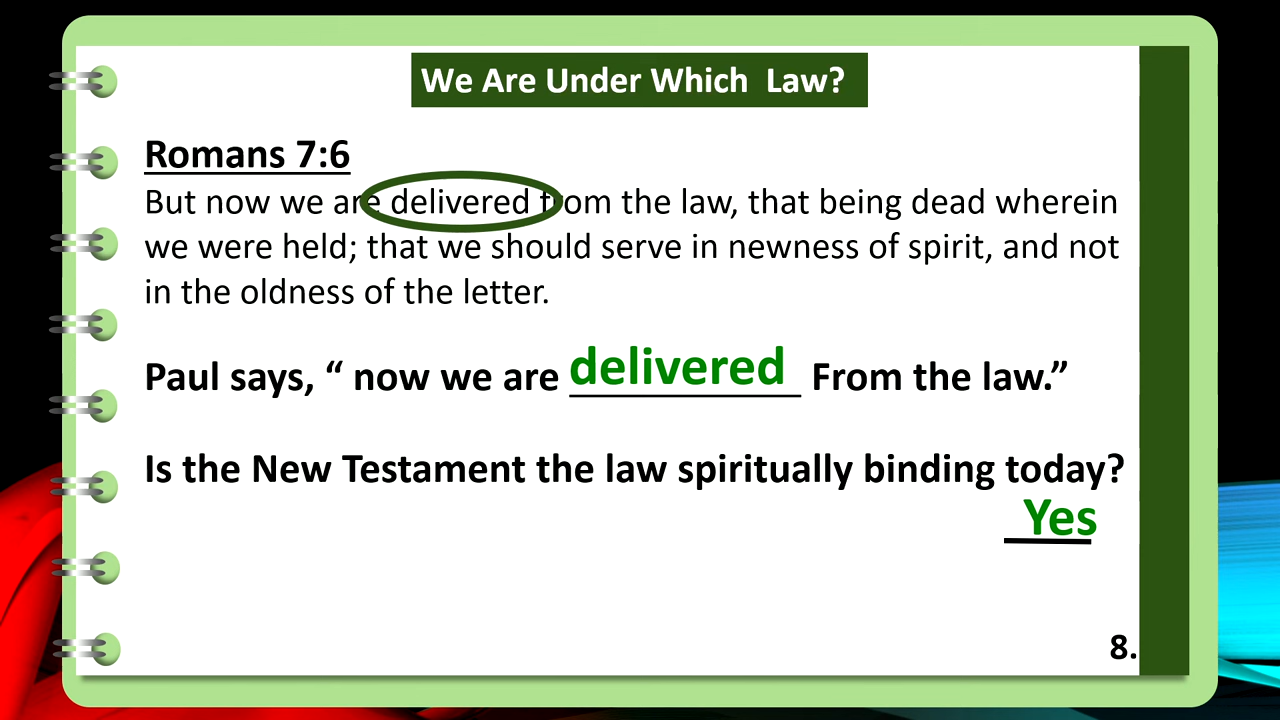 We Are Under Which  Law?
Romans 7:6
But now we are delivered from the law, that being dead wherein
we were held; that we should serve in newness of spirit, and not
in the oldness of the letter.
Paul says, “ now we are delivered From the law.”
Is the New Testament the law spiritually binding today?
Yes
8.